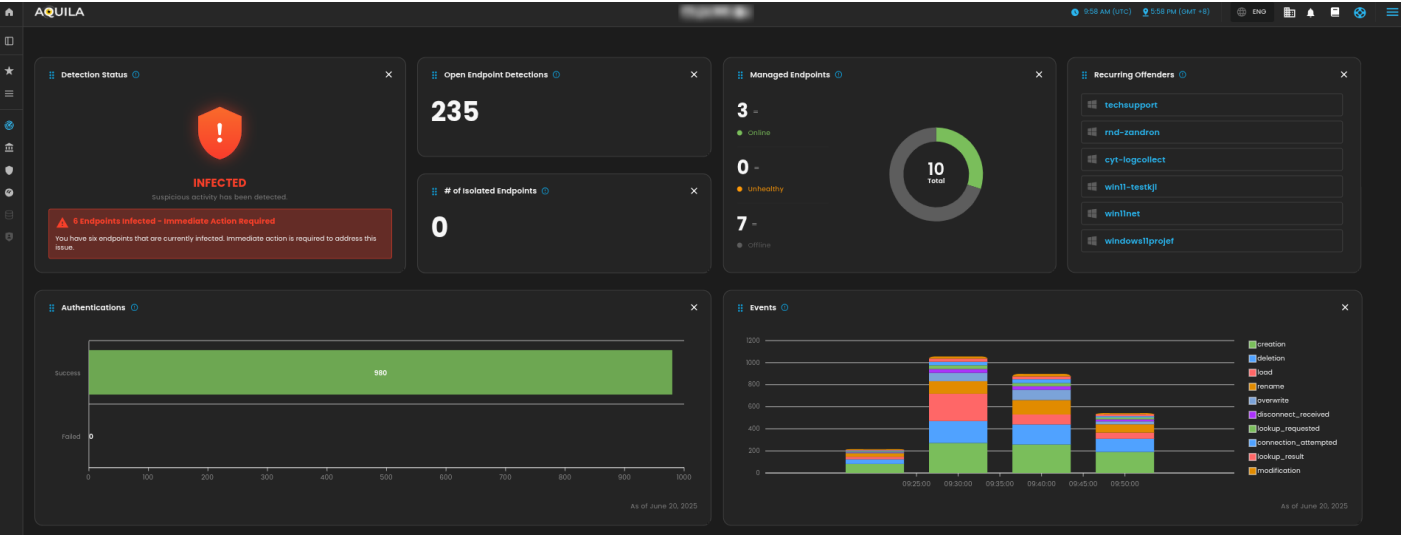 AQUILA
9:58 AM (UTC) 5:58 PM (GMT +8) ENG
Detection Status
INFECTED
Suspicious activity has been detected.
6 Endpoints Infected - Immediate Action Required
You have six endpoints that are currently infected. Immediate action is required to address this
issue.
Open Endpoint Detections
235
# of Isolated Endpoints
0
Managed Endpoints
3 -
Online
0 -
Unhealthy
7 -
Offline
10
Total
Recurring Offenders
techsupport
rnd-zandron
cyt-logcollect
win11-testkjl
win11net
windows11projef
Authentications
Success
980
Failed
0
0 100 200 300 400 500 600 700 800 900 1000
As of June 20, 2025
Events
1200
1000
800
600
400
200
0
09:25:00 09:30:00 09:35:00 09:40:00 09:45:00 09:50:00
creation
deletion
load
rename
overwrite
disconnect_received
lookup_requested
connection_attempted
lookup_result
modification
As of June 20, 2025